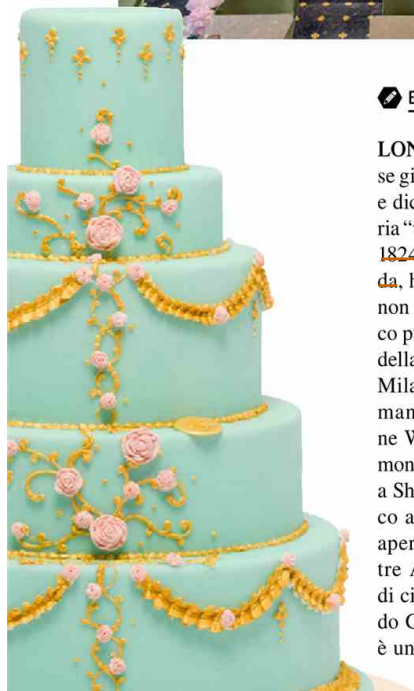 E
LON
se gi
e dic
ria “
1824
da, h
non
co p
della
Mila
man
ne W
mon
a Sh
co a
aper
tre A
di ci
do C
è un